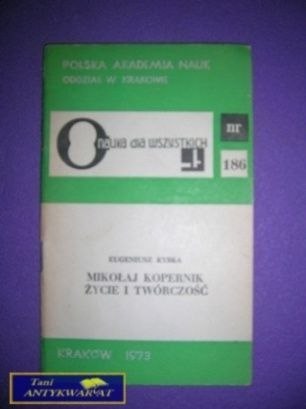 POLSKA AKADEMIA NAUK
ODDZIAŁ W KRAKOWIE
nauka dla wszystkich
nr
186
EUGENIUSZ RYBKA
MIKOŁAJ KOPERNIK
ŻYCIE I TWÓRCZOŚĆ
KRAKÓW 1973
Tani
ANTYKWARIAT